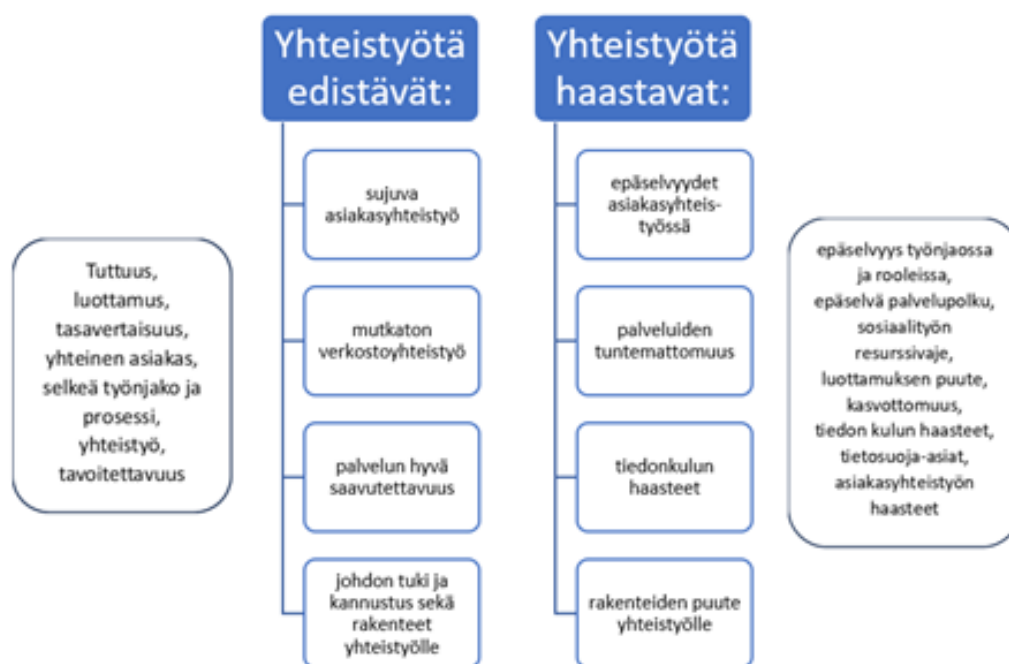 Yhteistyötä
edistävät:
sujuva
asiakasyhteistyö
mutkaton
verkostoyhteistyö
palvelun hyvä
saavutettavuus
johdon tuki ja
kannustus sekä
rakenteet
yhteistyölle
Tuttuus,
luottamus,
tasavertaisuus,
yhteinen asiakas,
selkeä työnjako ja
prosessi,
yhteistyö,
tavoitettavuus
Yhteistyötä
haastavat:
epäselvyydet
asiakasyhteis-
työssä
palveluiden
tuntemattomuus
tiedonkulun
haasteet
rakenteiden puute
yhteistyölle
epäselvyys työnjaossa
ja rooleissa,
epäselvä palvelupolku,
sosiaalityön
resurssivaje,
luottamuksen puute,
kasvottomuus,
tiedon kulun haasteet,
tietosuoja-asiat,
asiakasyhteistyön
haasteet